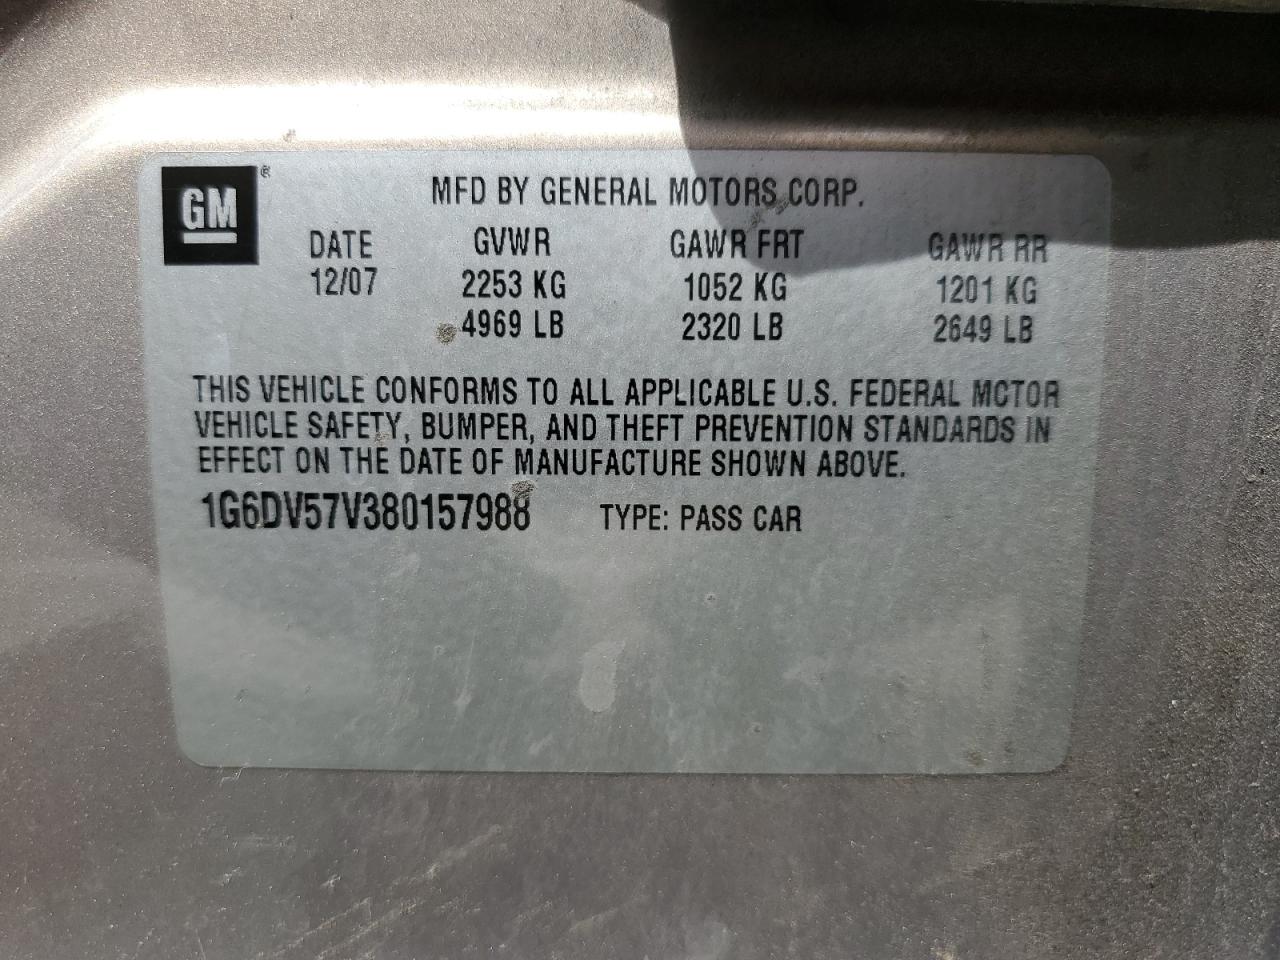 GM ®
MFD BY GENERAL MOTORS CORP.
DATE GVWR GAWR FRT GAWR RR
12/07 2253 KG 1052 KG 1201 KG
4969 LB 2320 LB 2649 LB
THIS VEHICLE CONFORMS TO ALL APPLICABLE U.S. FEDERAL MOTOR
VEHICLE SAFETY, BUMPER, AND THEFT PREVENTION STANDARDS IN
EFFECT ON THE DATE OF MANUFACTURE SHOWN ABOVE.
1G6DV57V380157988 TYPE: PASS CAR